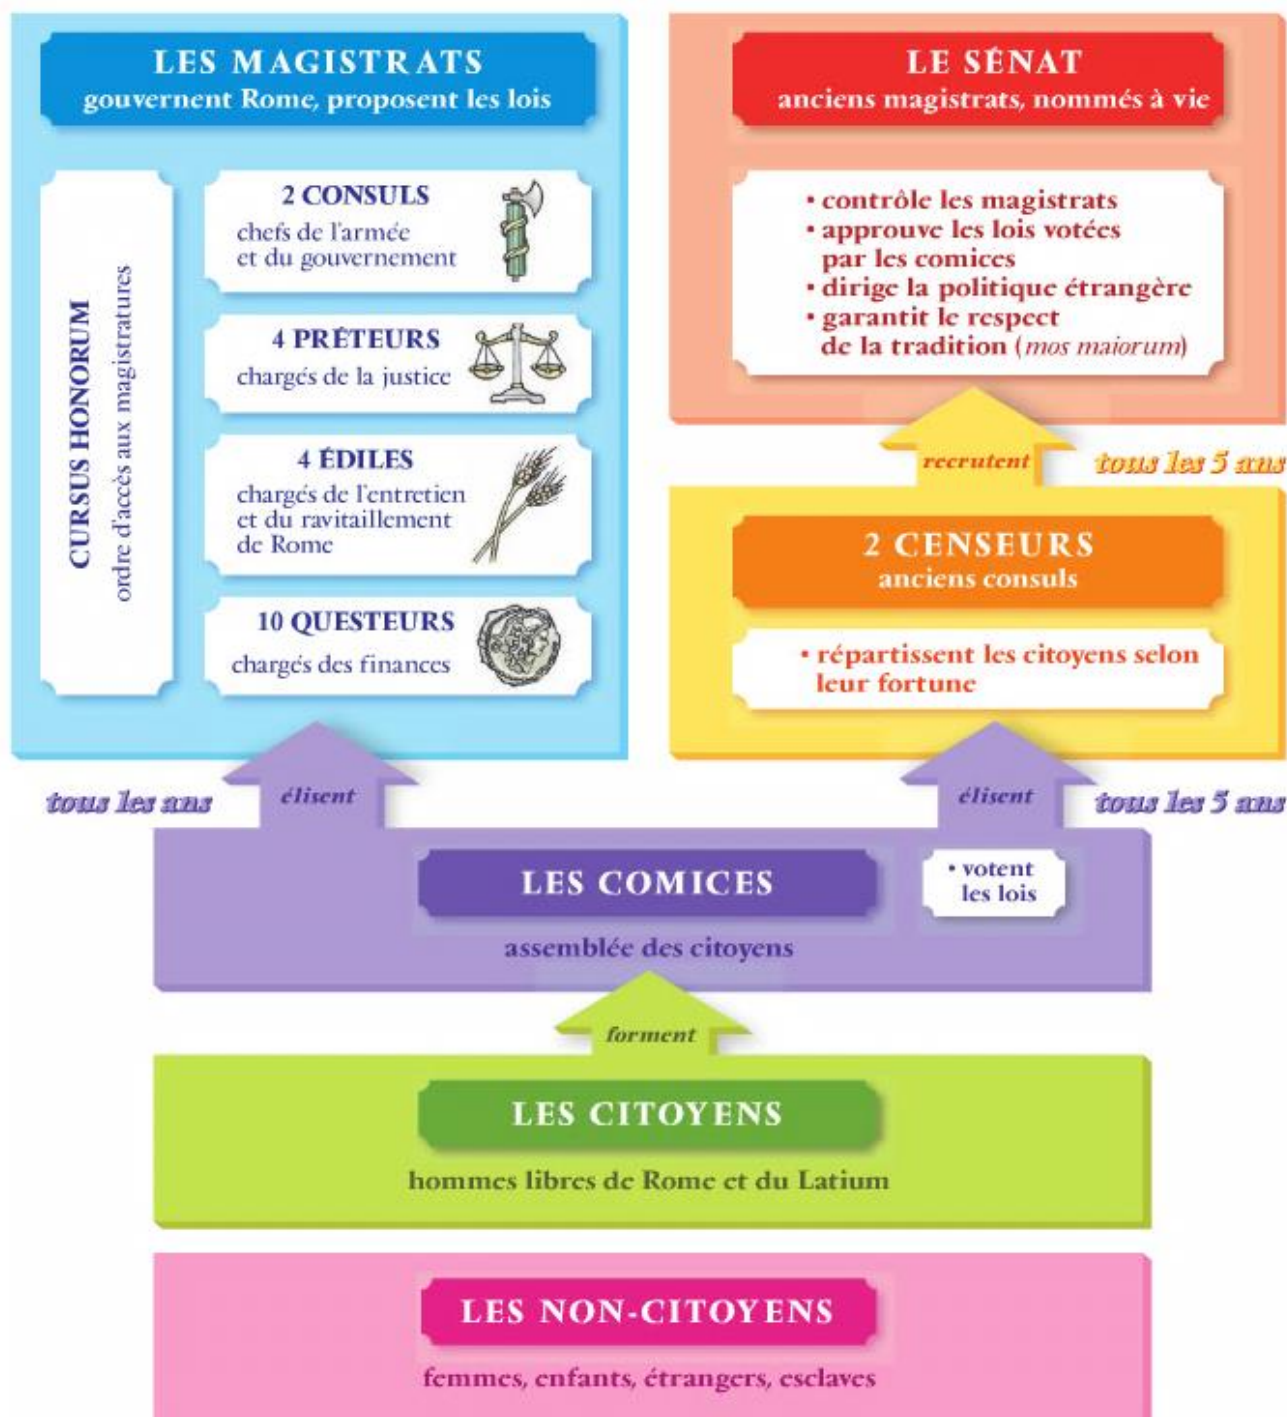 LES MAGISTRATS
gouvernent Rome, proposent les lois
CURSUS HONORUM
ordre d'accès aux magistratures
2 CONSULS
chefs de l'armée
et du gouvernement
4 PRÉTEURS
chargés de la justice
4 ÉDILES
chargés de l'entretien
et du ravitaillement
de Rome
10 QUESTEURS
chargés des finances
LE SÉNAT
anciens magistrats, nommés à vie
• contrôle les magistrats
• approuve les lois votées
par les comices
• dirige la politique étrangère
• garantit le respect
de la tradition (mos maiorum)
recrutent
tous les 5 ans
2 CENSEURS
anciens consuls
• répartissent les citoyens selon
leur fortune
tous les ans
élisent
élisent
tous les 5 ans
LES COMICES
assemblée des citoyens
• votent
les lois
forment
LES CITOYENS
hommes libres de Rome et du Latium
LES NON-CITOYENS
femmes, enfants, étrangers, esclaves